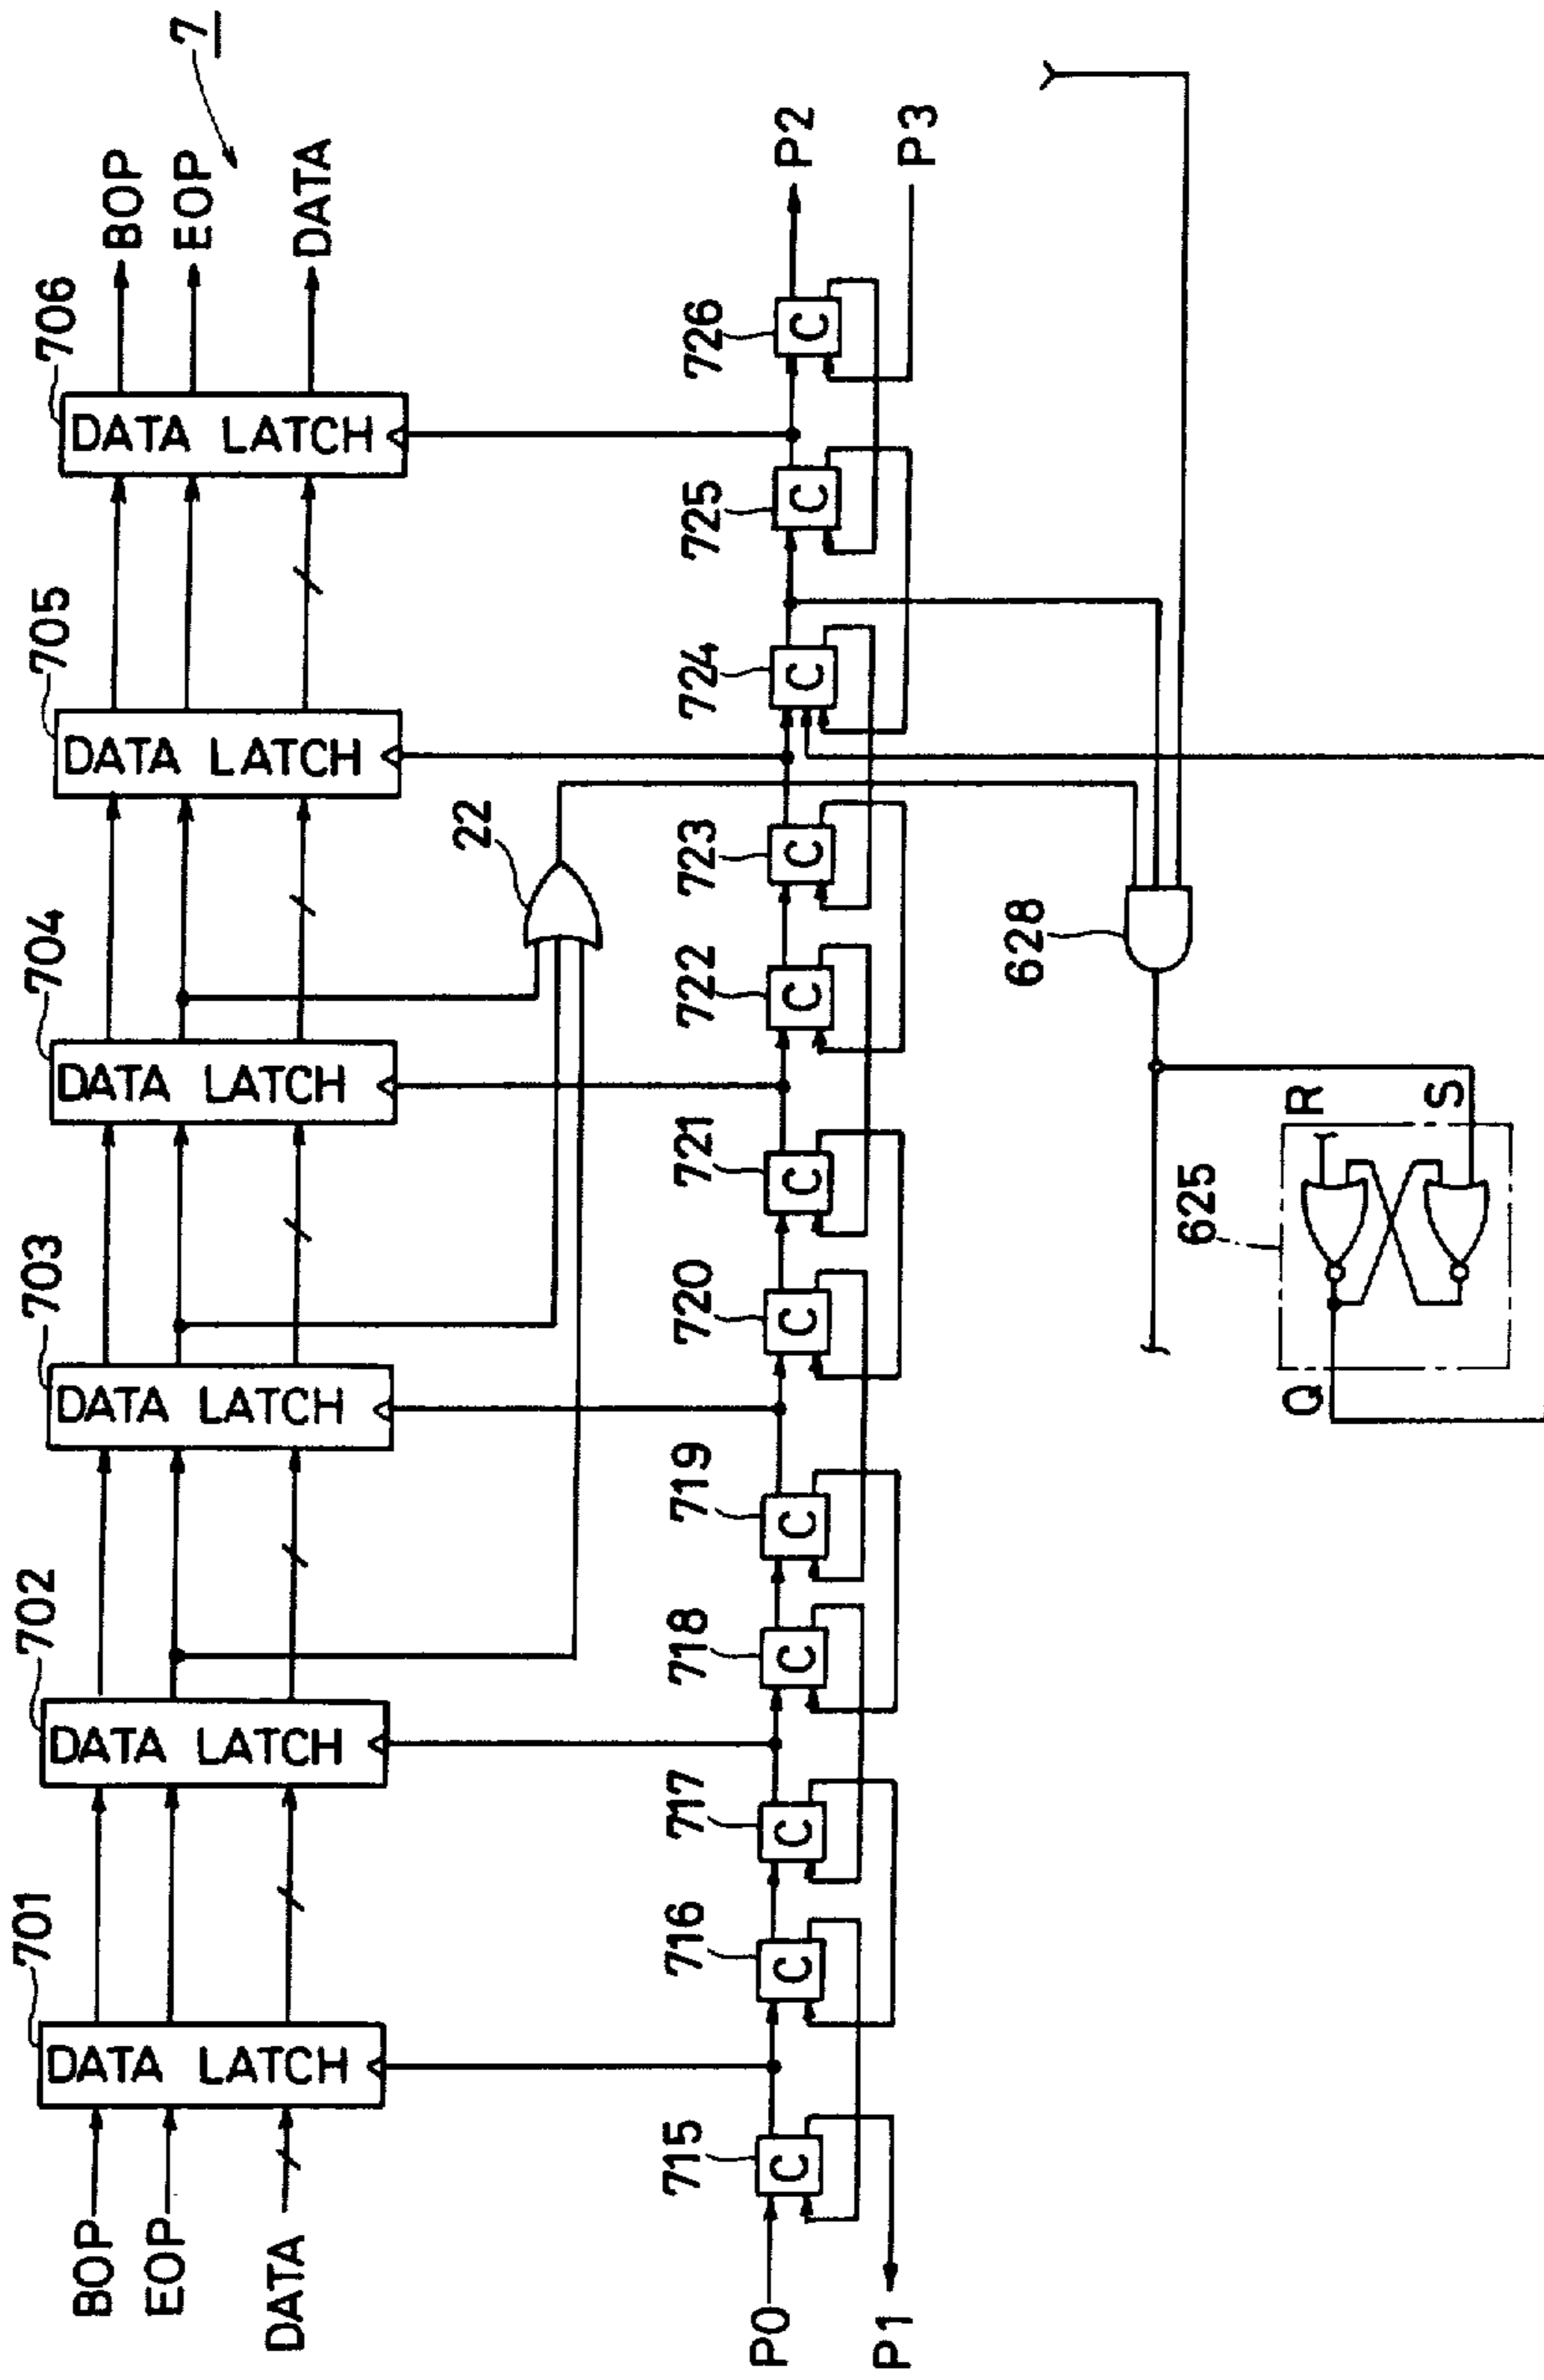 7
701
702
703
704
705
706
BOP
EOP
DATA
DATA LATCH
DATA LATCH
DATA LATCH
DATA LATCH
DATA LATCH
DATA LATCH
BOP
EOP
DATA
22
715
716
717
718
719
720
721
722
723
724
725
726
P0
C
C
C
C
C
C
C
C
C
C
C
C
P2
P1
P3
628
625
R
Q
S